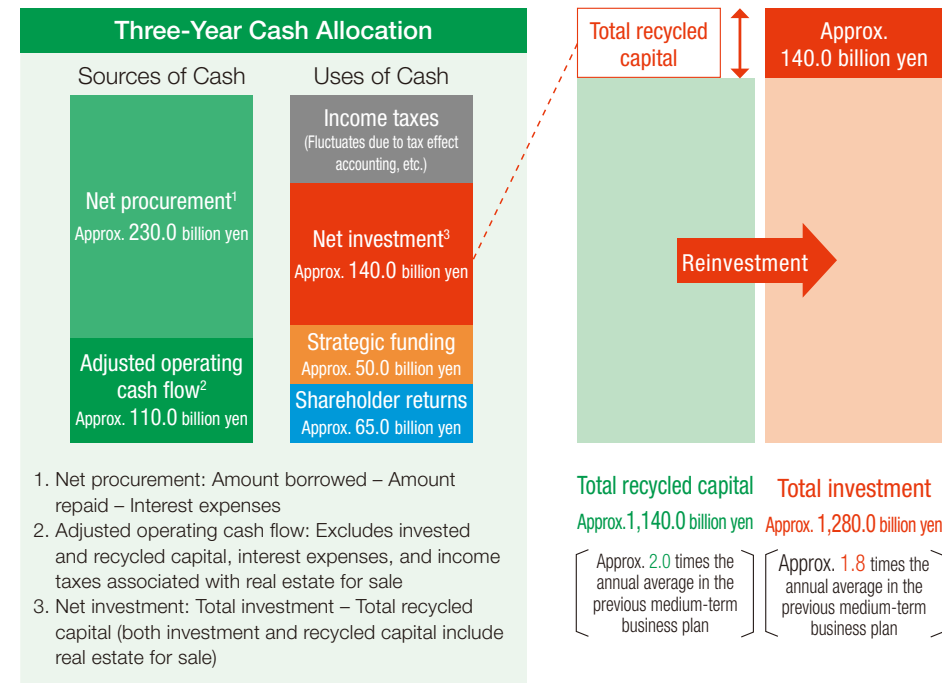 Three-Year Cash Allocation
Sources of Cash
Uses of Cash
Net procurement1
Approx. 230.0 billion yen
Adjusted operating
cash flow2
Approx. 110.0 billion yen
Income taxes
(Fluctuates due to tax effect
accounting, etc.)
Net investment3
Approx. 140.0 billion yen
Strategic funding
Approx. 50.0 billion yen
Shareholder returns
Approx. 65.0 billion yen
1. Net procurement: Amount borrowed – Amount
repaid – Interest expenses
2. Adjusted operating cash flow: Excludes invested
and recycled capital, interest expenses, and income
taxes associated with real estate for sale
3. Net investment: Total investment – Total recycled
capital (both investment and recycled capital include
real estate for sale)
Total recycled
capital
Approx.
140.0 billion yen
Reinvestment
Total recycled capital
Approx.1,140.0 billion yen
Approx. 2.0 times the
annual average in the
previous medium-term
business plan
Total investment
Approx. 1,280.0 billion yen
Approx. 1.8 times the
annual average in the
previous medium-term
business plan